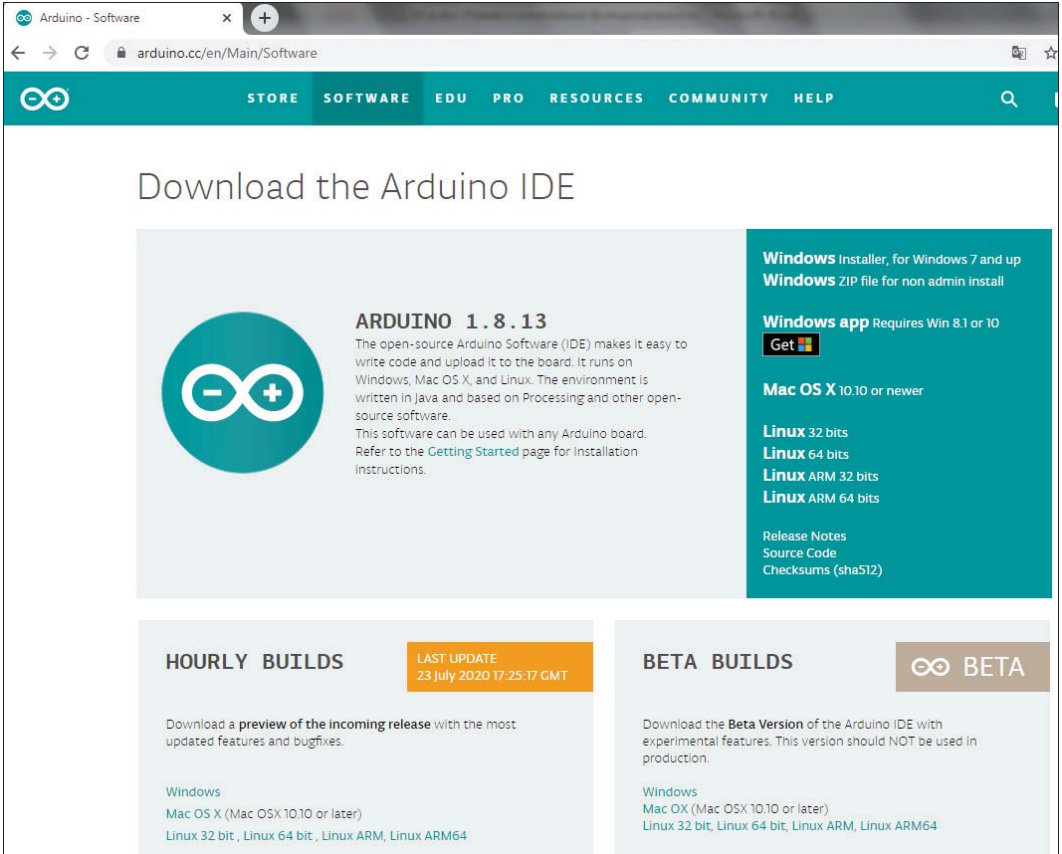 Arduino - Software
arduino.cc/en/Main/Software
STORE SOFTWARE EDU PRO RESOURCES COMMUNITY HELP
Download the Arduino IDE
ARDUINO 1.8.13
The open-source Arduino Software (IDE) makes it easy to
write code and upload it to the board. It runs on
Windows, Mac OS X, and Linux. The environment is
written in Java and based on Processing and other open-
source software.
This software can be used with any Arduino board.
Refer to the Getting Started page for Installation
instructions.
Windows Installer, for Windows 7 and up
Windows ZIP file for non admin install
Windows app Requires Win 8.1 or 10
Get
Mac OS X 10.10 or newer
Linux 32 bits
Linux 64 bits
Linux ARM 32 bits
Linux ARM 64 bits
Release Notes
Source Code
Checksums (sha512)
HOURLY BUILDS
LAST UPDATE
23 July 2020 17:25:17 GMT
Download a preview of the incoming release with the most
updated features and bugfixes.
Windows
Mac OS X (Mac OSX 10.10 or later)
Linux 32 bit , Linux 64 bit , Linux ARM, Linux ARM64
BETA BUILDS
BETA
Download the Beta Version of the Arduino IDE with
experimental features. This version should NOT be used in
production.
Windows
Mac OX (Mac OSX 10.10 or later)
Linux 32 bit, Linux 64 bit, Linux ARM, Linux ARM64